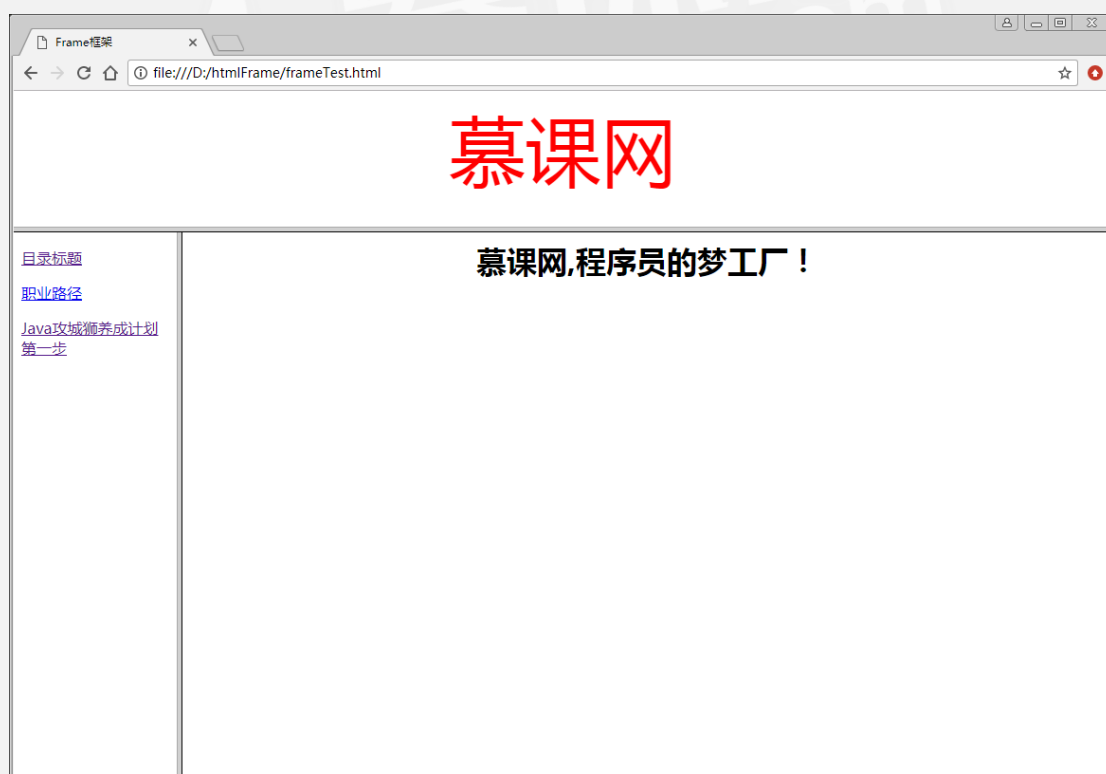 Frame框架
file:///D:/htmlFrame/frameTest.html
慕课网
目录标题
职业路径
Java攻城狮养成计划
第一步
慕课网,程序员的梦工厂！